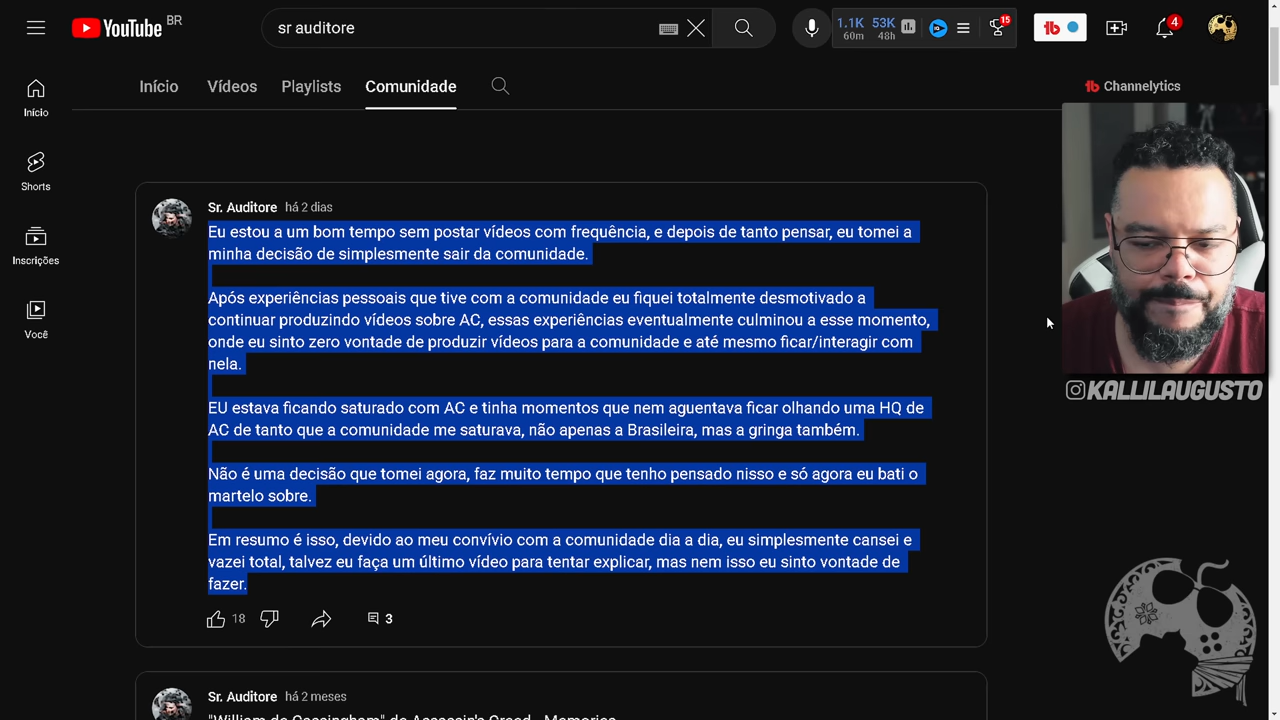 YouTube BR
sr auditore
1.1K 53K
60m 48h
15
4
Início Vídeos Playlists Comunidade
Channelytics
Início
Shorts
Inscrições
Você
Sr. Auditore há 2 dias
Eu estou a um bom tempo sem postar vídeos com frequência, e depois de tanto pensar, eu tomei a
minha decisão de simplesmente sair da comunidade.
Após experiências pessoais que tive com a comunidade eu fiquei totalmente desmotivado a
continuar produzindo vídeos sobre AC, essas experiências eventualmente culminou a esse momento,
onde eu sinto zero vontade de produzir vídeos para a comunidade e até mesmo ficar/interagir com
nela.
EU estava ficando saturado com AC e tinha momentos que nem aguentava ficar olhando uma HQ de
AC de tanto que a comunidade me saturava, não apenas a Brasileira, mas a gringa também.
Não é uma decisão que tomei agora, faz muito tempo que tenho pensado nisso e só agora eu bati o
martelo sobre.
Em resumo é isso, devido ao meu convívio com a comunidade dia a dia, eu simplesmente cansei e
vazei total, talvez eu faça um último vídeo para tentar explicar, mas nem isso eu sinto vontade de
fazer.
18 3
KALLILAUGUSTO
Sr. Auditore há 2 meses
"William de Cassingham" de Assassin's Creed - Memories